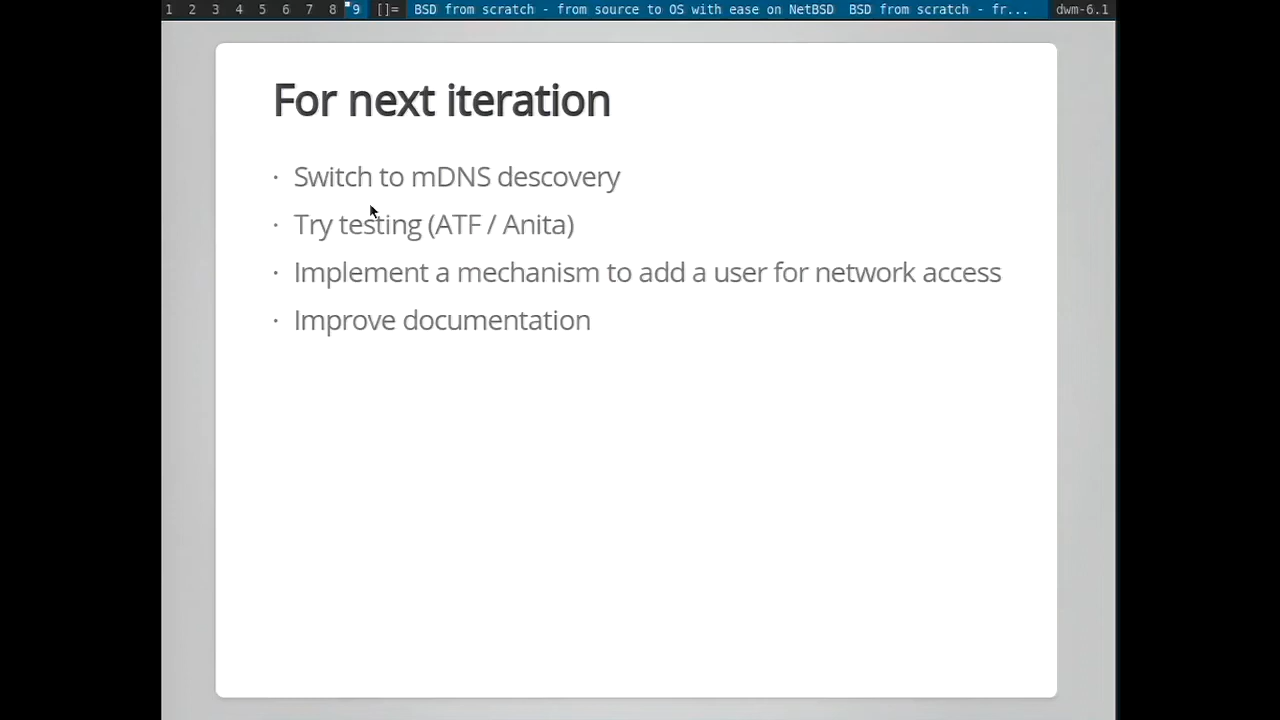 1 2 3 4 5 6 7 8 9 []= BSD from scratch - from source to OS with ease on NetBSD BSD from scratch - fr... dwm-6.1
For next iteration
· Switch to mDNS descovery
· Try testing (ATF / Anita)
· Implement a mechanism to add a user for network access
· Improve documentation